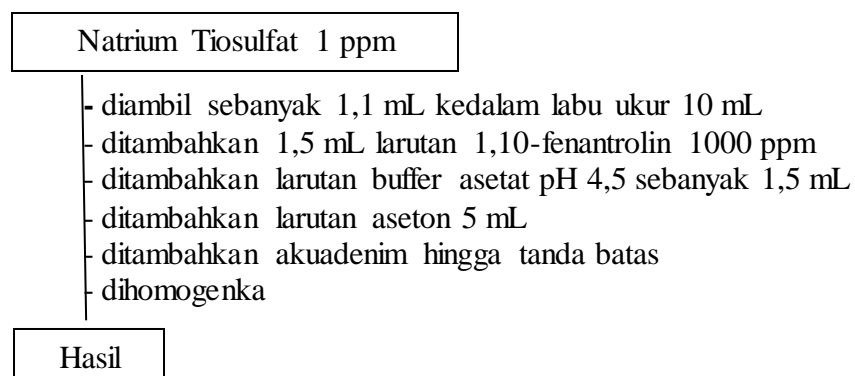 Natrium Tiosulfat 1 ppm
- diambil sebanyak 1,1 mL kedalam labu ukur 10 mL
- ditambahkan 1,5 mL larutan 1,10-fenantrolin 1000 ppm
- ditambahkan larutan buffer asetat pH 4,5 sebanyak 1,5 mL
- ditambahkan larutan aseton 5 mL
- ditambahkan akuadenim hingga tanda batas
- dihomogenka
Hasil